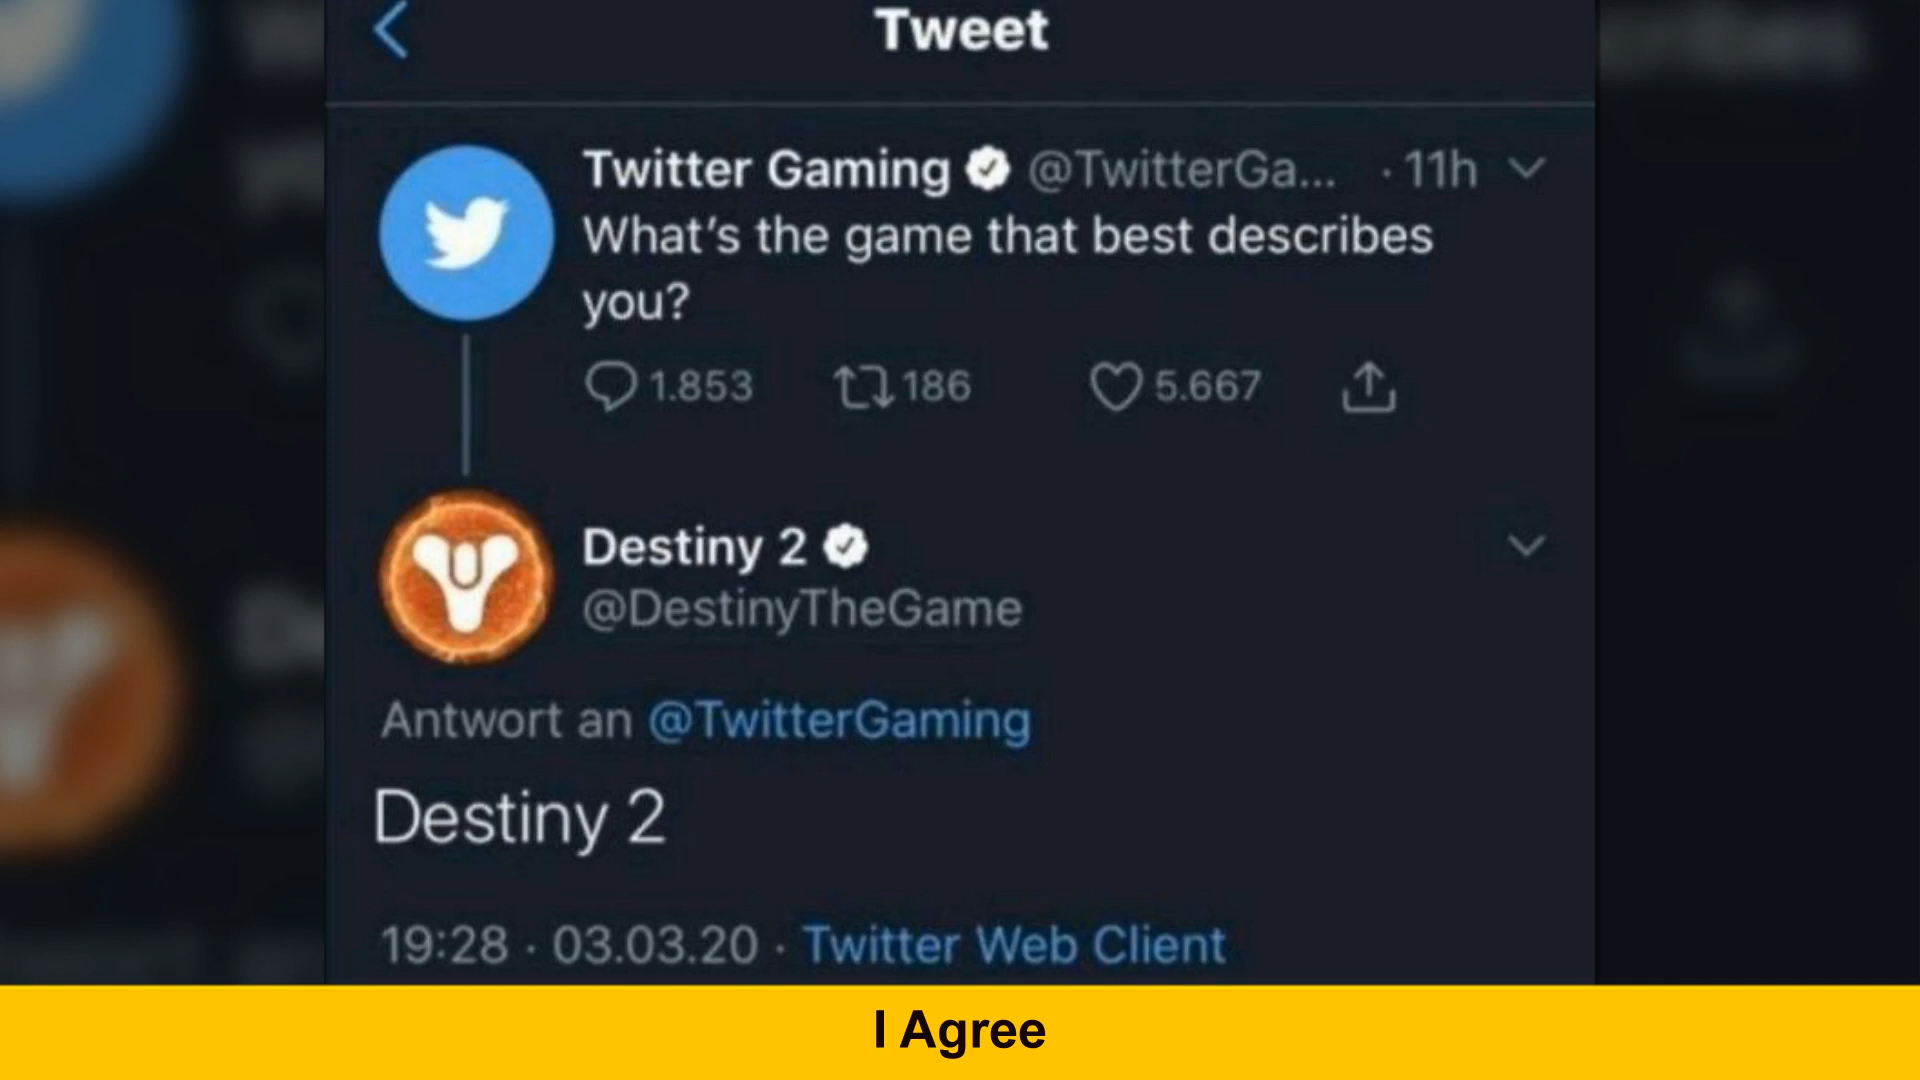 Tweet
Twitter Gaming @TwitterGa... · 11h
What's the game that best describes
you?
1.853 186 5.667
Destiny 2
@DestinyTheGame
Antwort an @TwitterGaming
Destiny 2
19:28 · 03.03.20 · Twitter Web Client
I Agree